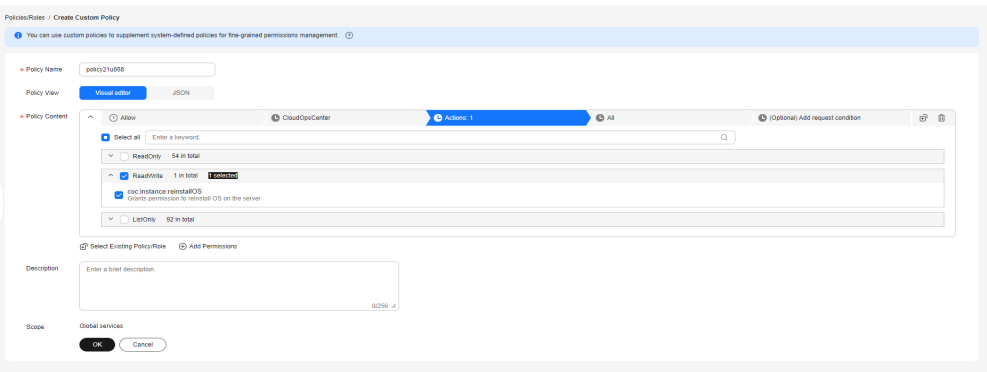 Policies/Roles / Create Custom Policy
You can use custom policies to supplement system-defined policies for fine-grained permissions management.
* Policy Name policy21u668
Policy View Visual editor JSON
* Policy Content Allow CloudOpsCenter Actions: 1 All (Optional) Add request condition
Select all Enter a keyword.
ReadOnly 54 in total
ReadWrite 1 in total 1 selected
coc:instance:reinstallOS
Grants permission to reinstall OS on the server
ListOnly 92 in total
Select Existing Policy/Role Add Permissions
Description Enter a brief description.
0/256
Scope Global services
OK Cancel